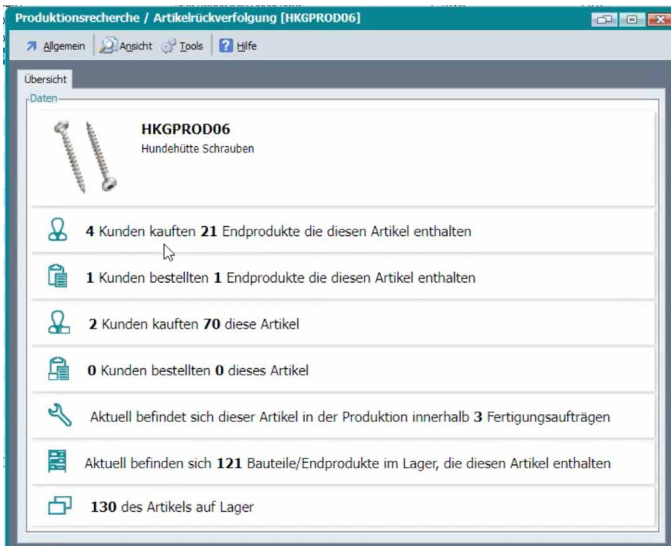 Produktionsrecherche / Artikelrückverfolgung [HKGPROD06]
Allgemein Ansicht Tools Hilfe
Übersicht
Daten
HKGPROD06
Hundehütte Schrauben
4 Kunden kauften 21 Endprodukte die diesen Artikel enthalten
1 Kunden bestellten 1 Endprodukte die diesen Artikel enthalten
2 Kunden kauften 70 diese Artikel
0 Kunden bestellten 0 dieses Artikel
Aktuell befindet sich dieser Artikel in der Produktion innerhalb 3 Fertigungsaufträgen
Aktuell befinden sich 121 Bauteile/Endprodukte im Lager, die diesen Artikel enthalten
130 des Artikels auf Lager